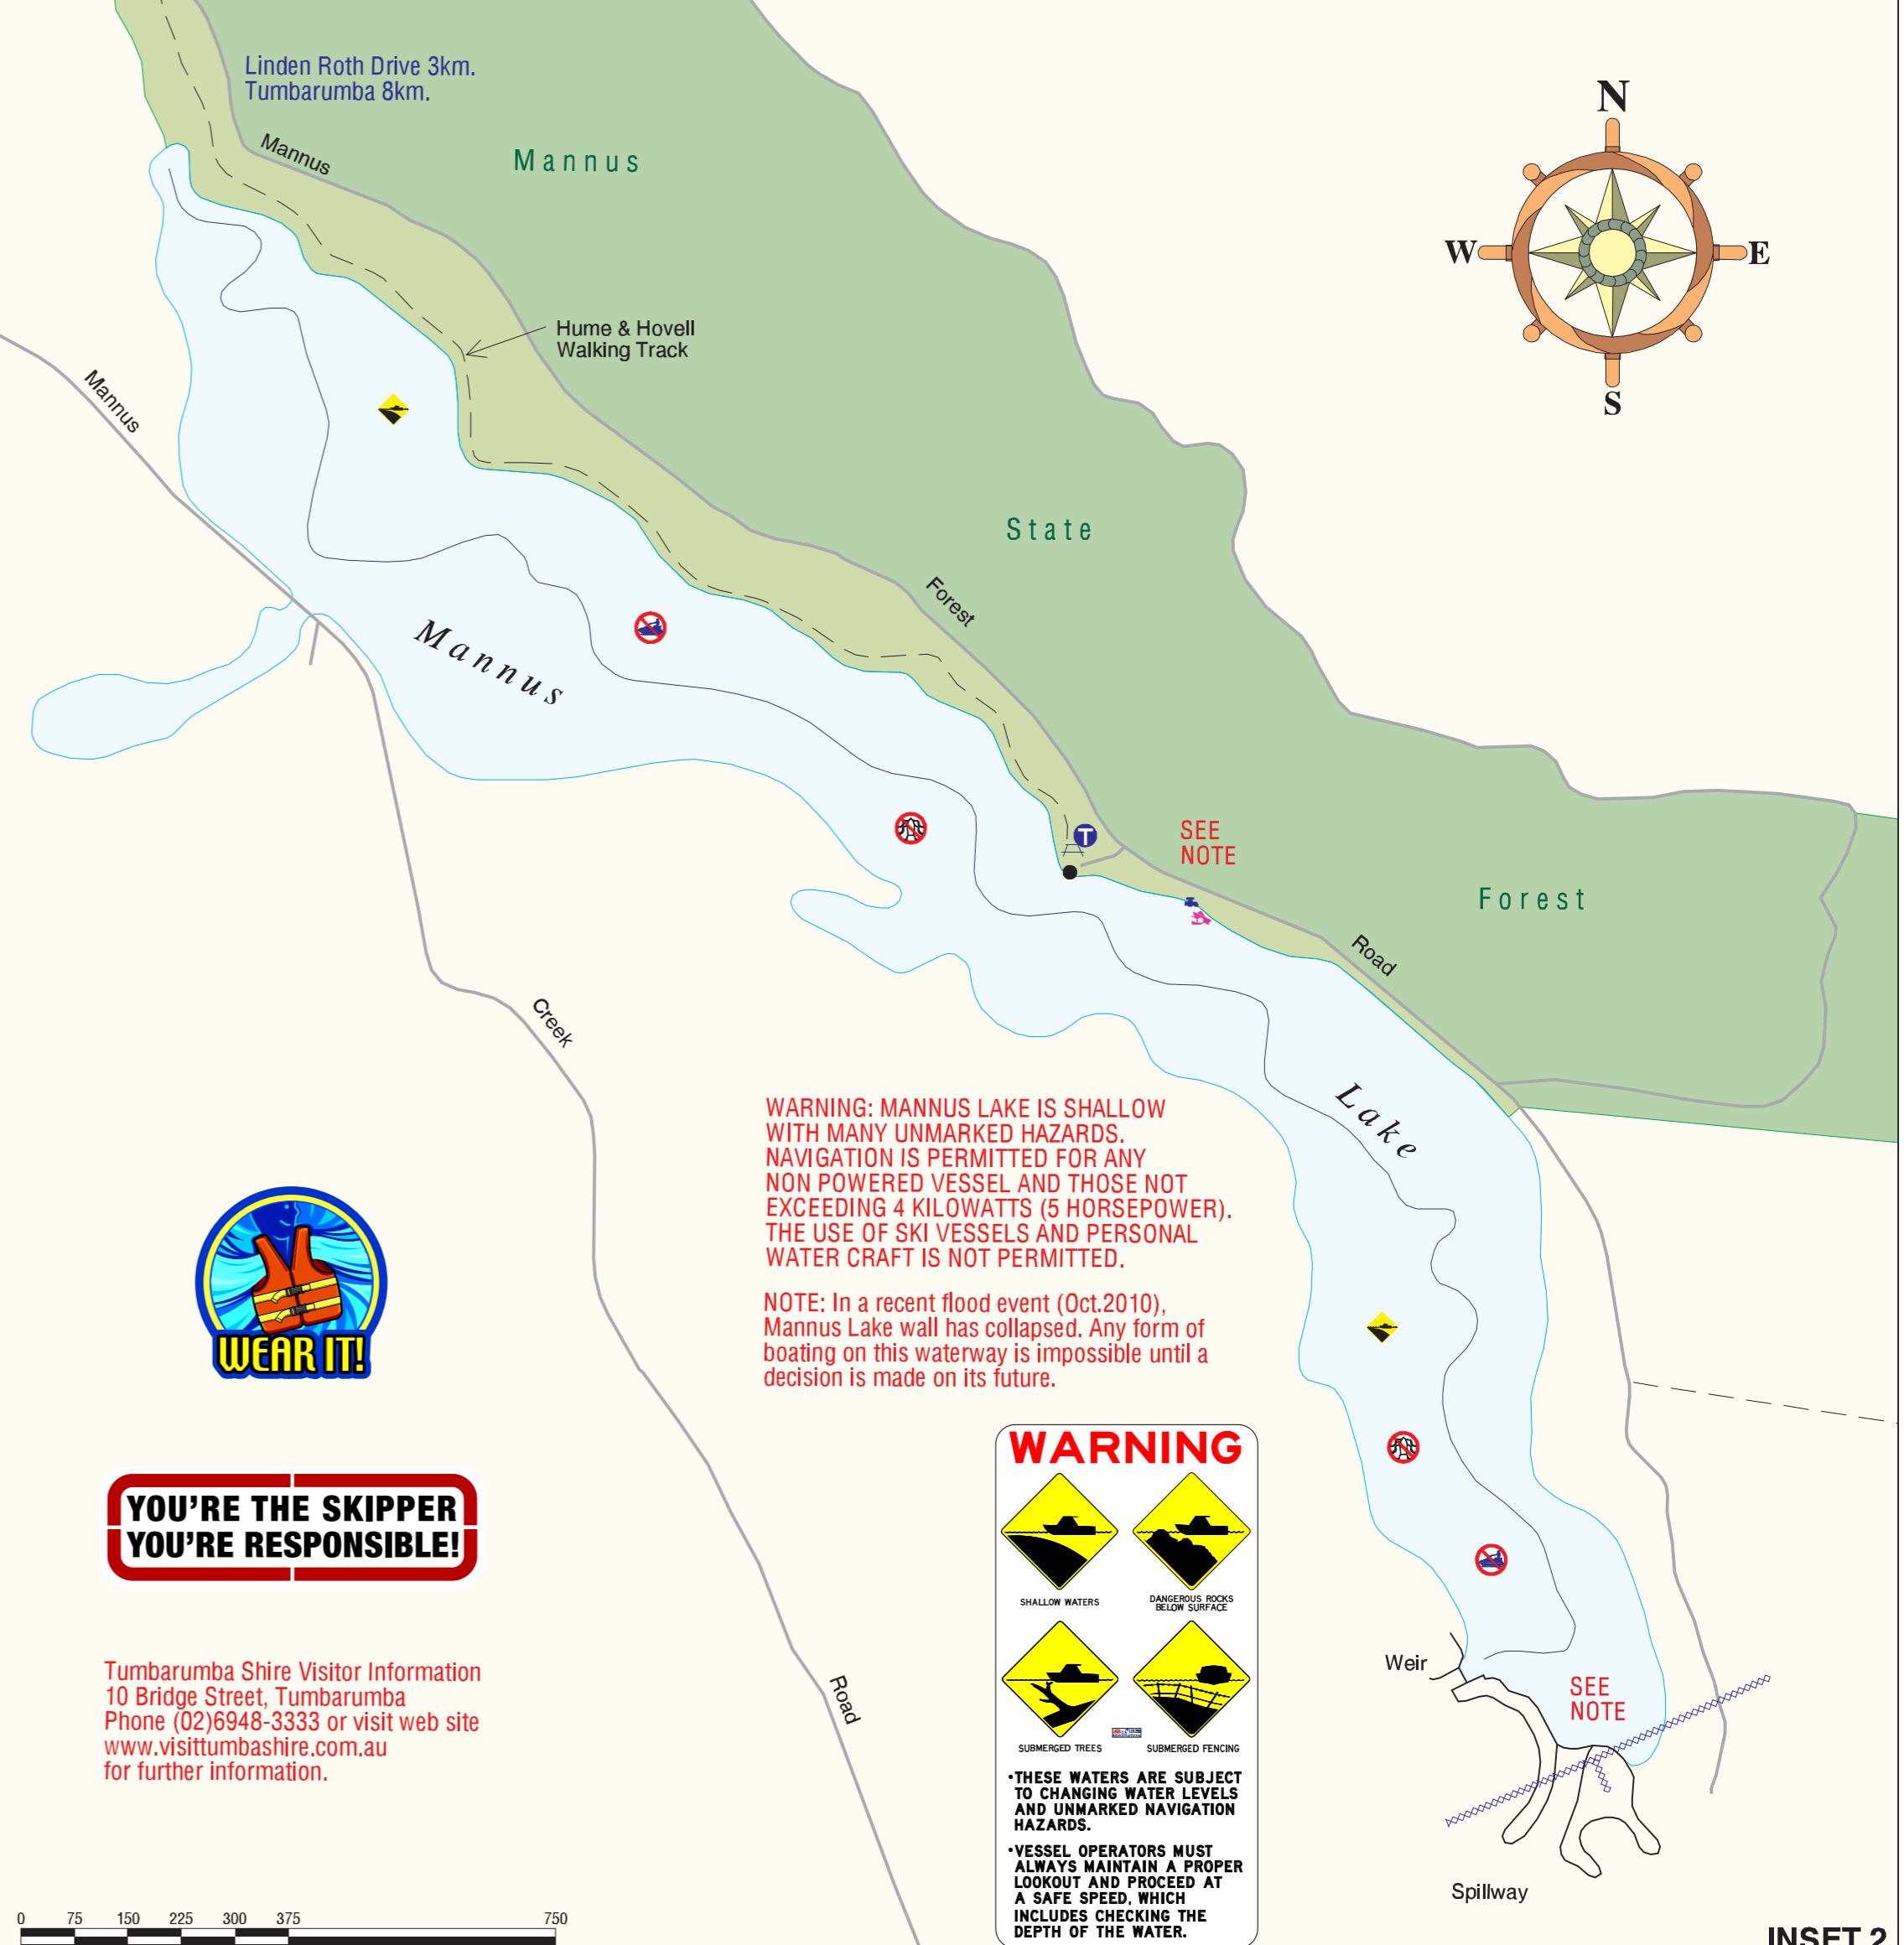 Linden Roth Drive 3km.
Tumbarumba 8km.
N
W
E
S
Mannus
Mannus
Hume & Hovell
Walking Track
Mannus
State
Forest
Mannus
T
SEE
NOTE
Forest
Road
Creek
Lake
WARNING: MANNUS LAKE IS SHALLOW
WITH MANY UNMARKED HAZARDS.
NAVIGATION IS PERMITTED FOR ANY
NON POWERED VESSEL AND THOSE NOT
EXCEEDING 4 KILOWATTS (5 HORSEPOWER).
THE USE OF SKI VESSELS AND PERSONAL
WATER CRAFT IS NOT PERMITTED.
NOTE: In a recent flood event (Oct.2010),
Mannus Lake wall has collapsed. Any form of
boating on this waterway is impossible until a
decision is made on its future.
WEAR IT!
YOU'RE THE SKIPPER
YOU'RE RESPONSIBLE!
Tumbarumba Shire Visitor Information
10 Bridge Street, Tumbarumba
Phone (02)6948-3333 or visit web site
www.visittumbashire.com.au
for further information.
Road
WARNING
SHALLOW WATERS
DANGEROUS ROCKS
BELOW SURFACE
SUBMERGED TREES
SUBMERGED FENCING
•THESE WATERS ARE SUBJECT
TO CHANGING WATER LEVELS
AND UNMARKED NAVIGATION
HAZARDS.
•VESSEL OPERATORS MUST
ALWAYS MAINTAIN A PROPER
LOOKOUT AND PROCEED AT
A SAFE SPEED, WHICH
INCLUDES CHECKING THE
DEPTH OF THE WATER.
Weir
SEE
NOTE
Spillway
0 75 150 225 300 375 750
INSET 2